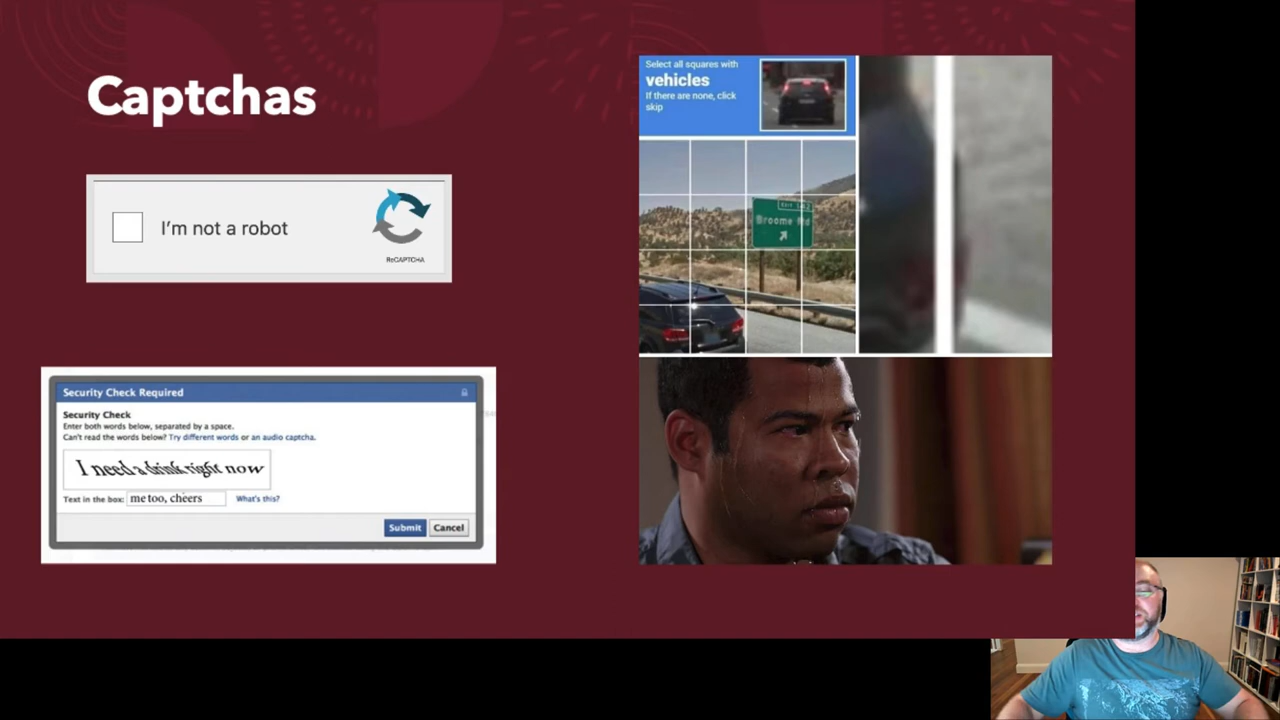 Captchas
I'm not a robot
ReCAPTCHA
Security Check Required
Security Check
Enter both words below, separated by a space.
Can't read the words below? Try different words or an audio captcha.
I need a drink right now
Text in the box: me too, cheers What's this?
Submit Cancel
Select all squares with
vehicles
If there are none, click
skip
Broome Rd